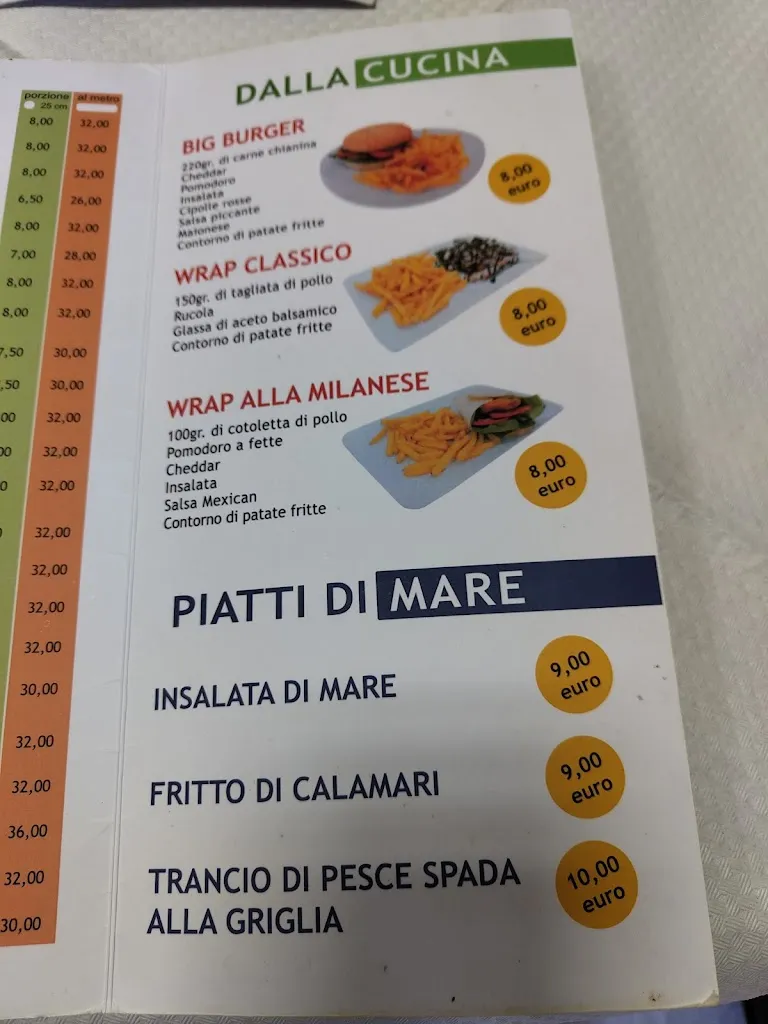 porzione al metro
25 cm
8,00 32,00
8,00 32,00
8,00 32,00
6,50 26,00
8,00 32,00
7,00 28,00
8,00 32,00
8,00 32,00
7,50 30,00
,50 30,00
00 32,00
00 32,00
0 32,00
32,00
32,00
32,00
32,00
30,00
32,00
32,00
36,00
32,00
30,00
DALLA CUCINA
BIG BURGER
220gr. di carne chianina
Cheddar
Pomodoro
Insalata
Cipolle rosse
Salsa piccante
Maionese
Contorno di patate fritte
8,00
euro
WRAP CLASSICO
150gr. di tagliata di pollo
Rucola
Glassa di aceto balsamico
Contorno di patate fritte
8,00
euro
WRAP ALLA MILANESE
100gr. di cotoletta di pollo
Pomodoro a fette
Cheddar
Insalata
Salsa Mexican
Contorno di patate fritte
8,00
euro
PIATTI DI MARE
INSALATA DI MARE
9,00
euro
FRITTO DI CALAMARI
9,00
euro
TRANCIO DI PESCE SPADA
ALLA GRIGLIA
10,00
euro